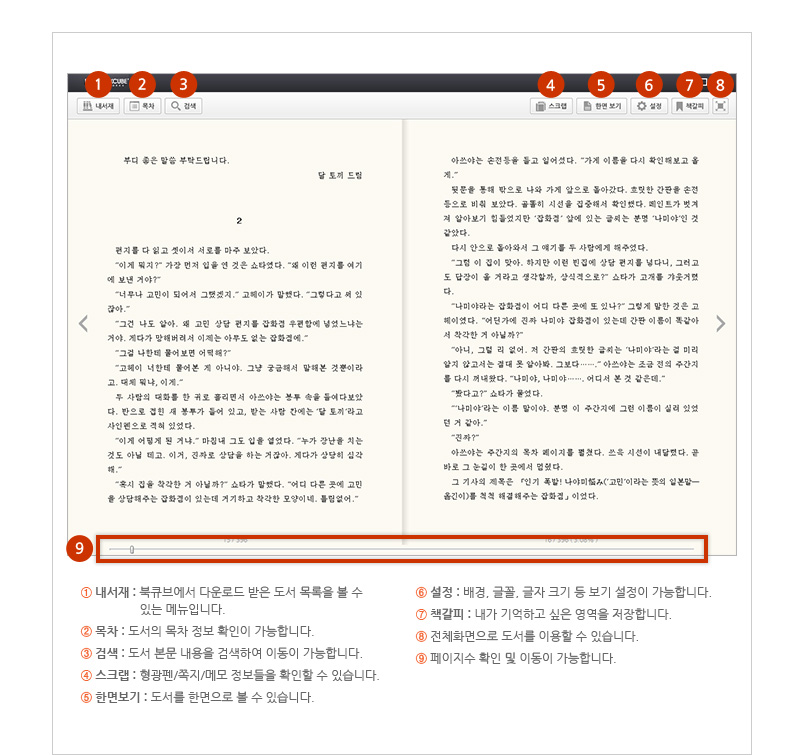 1
2
3
4
5
6
7
8
내서재
목차
검색
스크랩
한면 보기
설정
책갈피
부디 좋은 말씀 부탁드립니다.
달 토끼 드림
2
편지를 다 읽고 셋이서 서로를 마주 보았다.
“이게 뭐지?” 가장 먼저 입을 연 것은 쇼타였다. “왜 이런 편지를 여기
에 보낸 거야?”
“너무나 고민이 되어서 그랬겠지.” 고헤이가 말했다. “그렇다고 써 있
잖아.”
“그건 나도 알아. 왜 고민 상담 편지를 잡화점 우편함에 넣었느냐는
거야. 게다가 망해버려서 이제는 아무도 없는 잡화점에.”
“그걸 나한테 물어보면 어떡해?”
“고헤이 너한테 물어본 게 아니야. 그냥 궁금해서 말해본 것뿐이라
고. 대체 뭐냐, 이게.”
두 사람의 대화를 한 귀로 흘리면서 아쓰야는 봉투 속을 들여다보았
다. 반으로 접힌 새 봉투가 들어 있고, 받는 사람 칸에는 ‘달 토끼’라고
사인펜으로 적혀 있었다.
“이게 어떻게 된 거냐.” 마침내 그도 입을 열었다. “누가 장난을 치는
것도 아닐 테고. 이거, 진짜로 상담을 하는 거잖아. 게다가 상당히 심각
해.”
“혹시 집을 착각한 거 아닐까?” 쇼타가 말했다. “어디 다른 곳에 고민
을 상담해주는 잡화점이 있는데 거기하고 착각한 모양이네. 틀림없어.”
아쓰야는 손전등을 들고 일어섰다. “가게 이름을 다시 확인해보고 올
게.”
뒷문을 통해 밖으로 나와 가게 앞으로 돌아갔다. 흐릿한 간판을 손전
등으로 비춰 보았다. 골똘히 시선을 집중해서 확인했다. 페인트가 벗겨
져 알아보기 힘들었지만 ‘잡화점’ 앞에 있는 글씨는 분명 ‘나미야’인 것
같았다.
다시 안으로 돌아와서 그 얘기를 두 사람에게 해주었다.
“그럼 이 집이 맞아. 하지만 이런 빈집에 상담 편지를 넣다니, 그러고
도 답장이 올 거라고 생각할까, 상식적으로?” 쇼타가 고개를 갸웃거렸
다.
“나미야라는 잡화점이 어디 다른 곳에 또 있나?” 그렇게 말한 것은 고
헤이였다. “어딘가에 진짜 나미야 잡화점이 있는데 간판 이름이 똑같아
서 착각한 거 아닐까?”
“아니, 그럴 리 없어. 저 간판의 흐릿한 글씨는 ‘나미야’라는 걸 미리
알지 않고서는 절대 못 알아봐. 그보다…….” 아쓰야는 조금 전의 주간지
를 다시 꺼내왔다. “나미야, 나미야……. 어디서 본 것 같은데.”
“봤다고?” 쇼타가 물었다.
“‘나미야’라는 이름 말이야. 분명 이 주간지에 그런 이름이 실려 있었
던 거 같아.”
“진짜?”
아쓰야는 주간지의 목차 페이지를 펼쳤다. 쓰윽 시선이 내달렸다. 곧
바로 그 눈길이 한 곳에서 멈췄다.
그 기사의 제목은 『인기 폭발! 나야미悩み(‘고민’이라는 뜻의 일본말―
옮긴이)를 척척 해결해주는 잡화점』이었다.
9
① 내서재 : 북큐브에서 다운로드 받은 도서 목록을 볼 수
있는 메뉴입니다.
② 목차 : 도서의 목차 정보 확인이 가능합니다.
③ 검색 : 도서 본문 내용을 검색하여 이동이 가능합니다.
④ 스크랩 : 형광펜/쪽지/메모 정보들을 확인할 수 있습니다.
⑤ 한면보기 : 도서를 한면으로 볼 수 있습니다.
⑥ 설정 : 배경, 글꼴, 글자 크기 등 보기 설정이 가능합니다.
⑦ 책갈피 : 내가 기억하고 싶은 영역을 저장합니다.
⑧ 전체화면으로 도서를 이용할 수 있습니다.
⑨ 페이지수 확인 및 이동이 가능합니다.